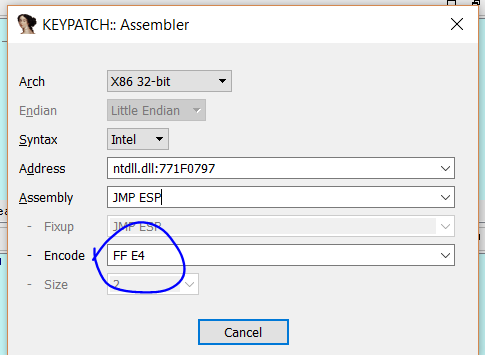 KEYPATCH:: Assembler
Arch X86 32-bit
Endian Little Endian
Syntax Intel
Address ntdll.dll:771F0797
Assembly JMP ESP
- Fixup JMP ESP
- Encode FF E4
- Size 2
Cancel